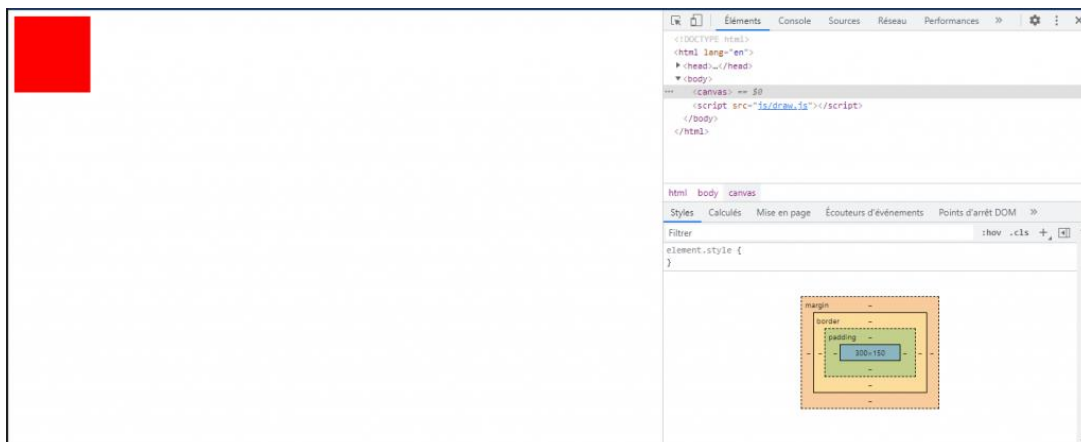 Éléments Console Sources Réseau Performances »
<!DOCTYPE html>
<html lang="en">
<head>…</head>
<body>
<canvas> == $0
<script src="js/draw.js"></script>
</body>
</html>
html body canvas
Styles Calculés Mise en page Écouteurs d'événements Points d'arrêt DOM »
Filtrer :hov .cls +
element.style {
}
margin -
border -
padding -
- - - 300×150 - - -
-
-
-